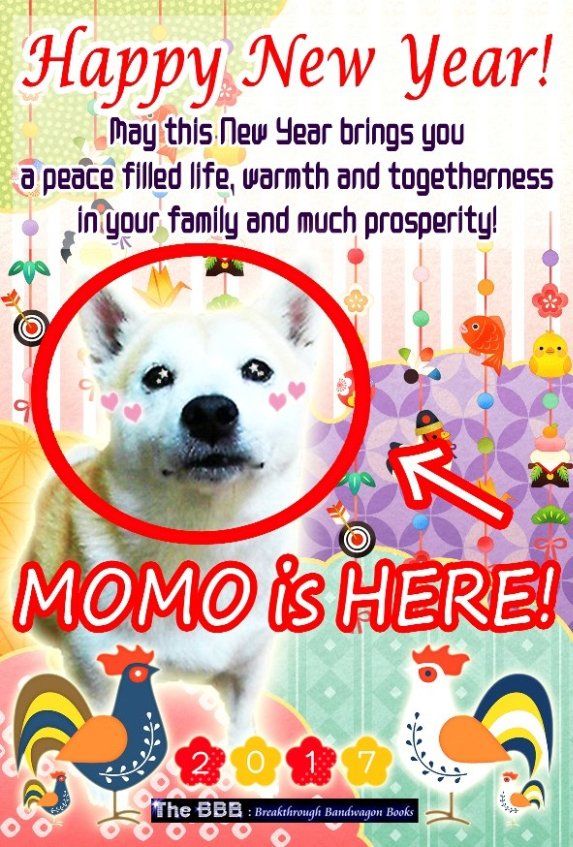 Happy New Year!
May this New Year brings you
a peace filled life, warmth and togetherness
in your family and much prosperity!
MOMO is HERE!
2017
The BBB : Breakthrough Bandwagon Books